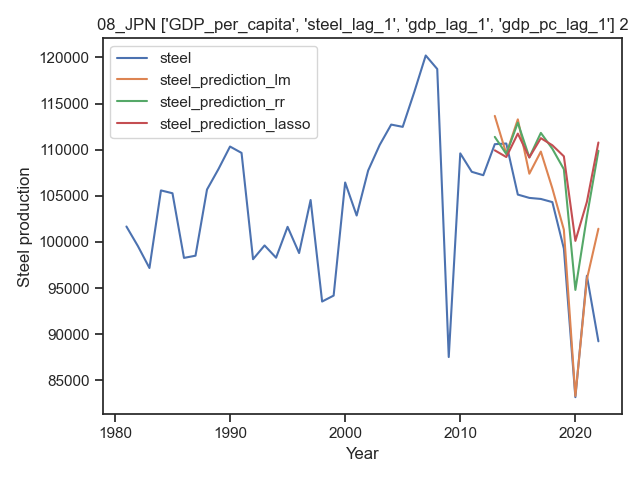 08_JPN ['GDP_per_capita', 'steel_lag_1', 'gdp_lag_1', 'gdp_pc_lag_1'] 2
steel
steel_prediction_lm
steel_prediction_rr
steel_prediction_lasso
120000
115000
110000
105000
100000
95000
90000
85000
Steel production
1980
1990
2000
2010
2020
Year